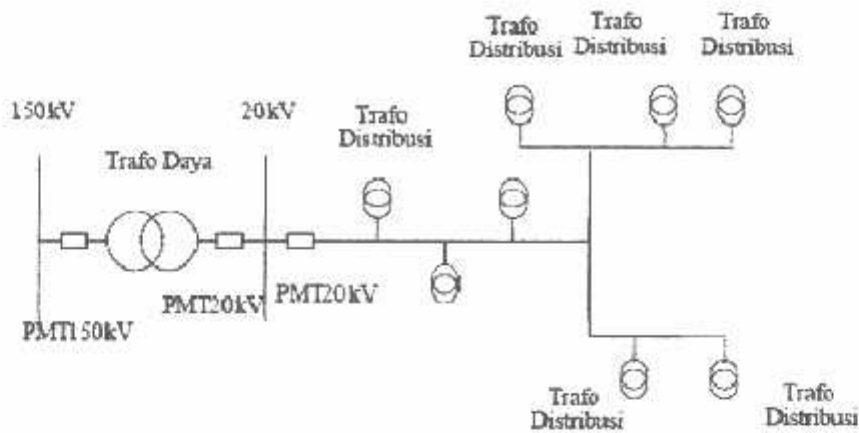 Trafo
Distribusi
Trafo
Distribusi
Trafo
Distribusi
150kV
20kV
Trafo
Distribusi
Trafo Daya
PMT150kV
PMT20kV
PMT20kV
Trafo
Distribusi
Trafo
Distribusi